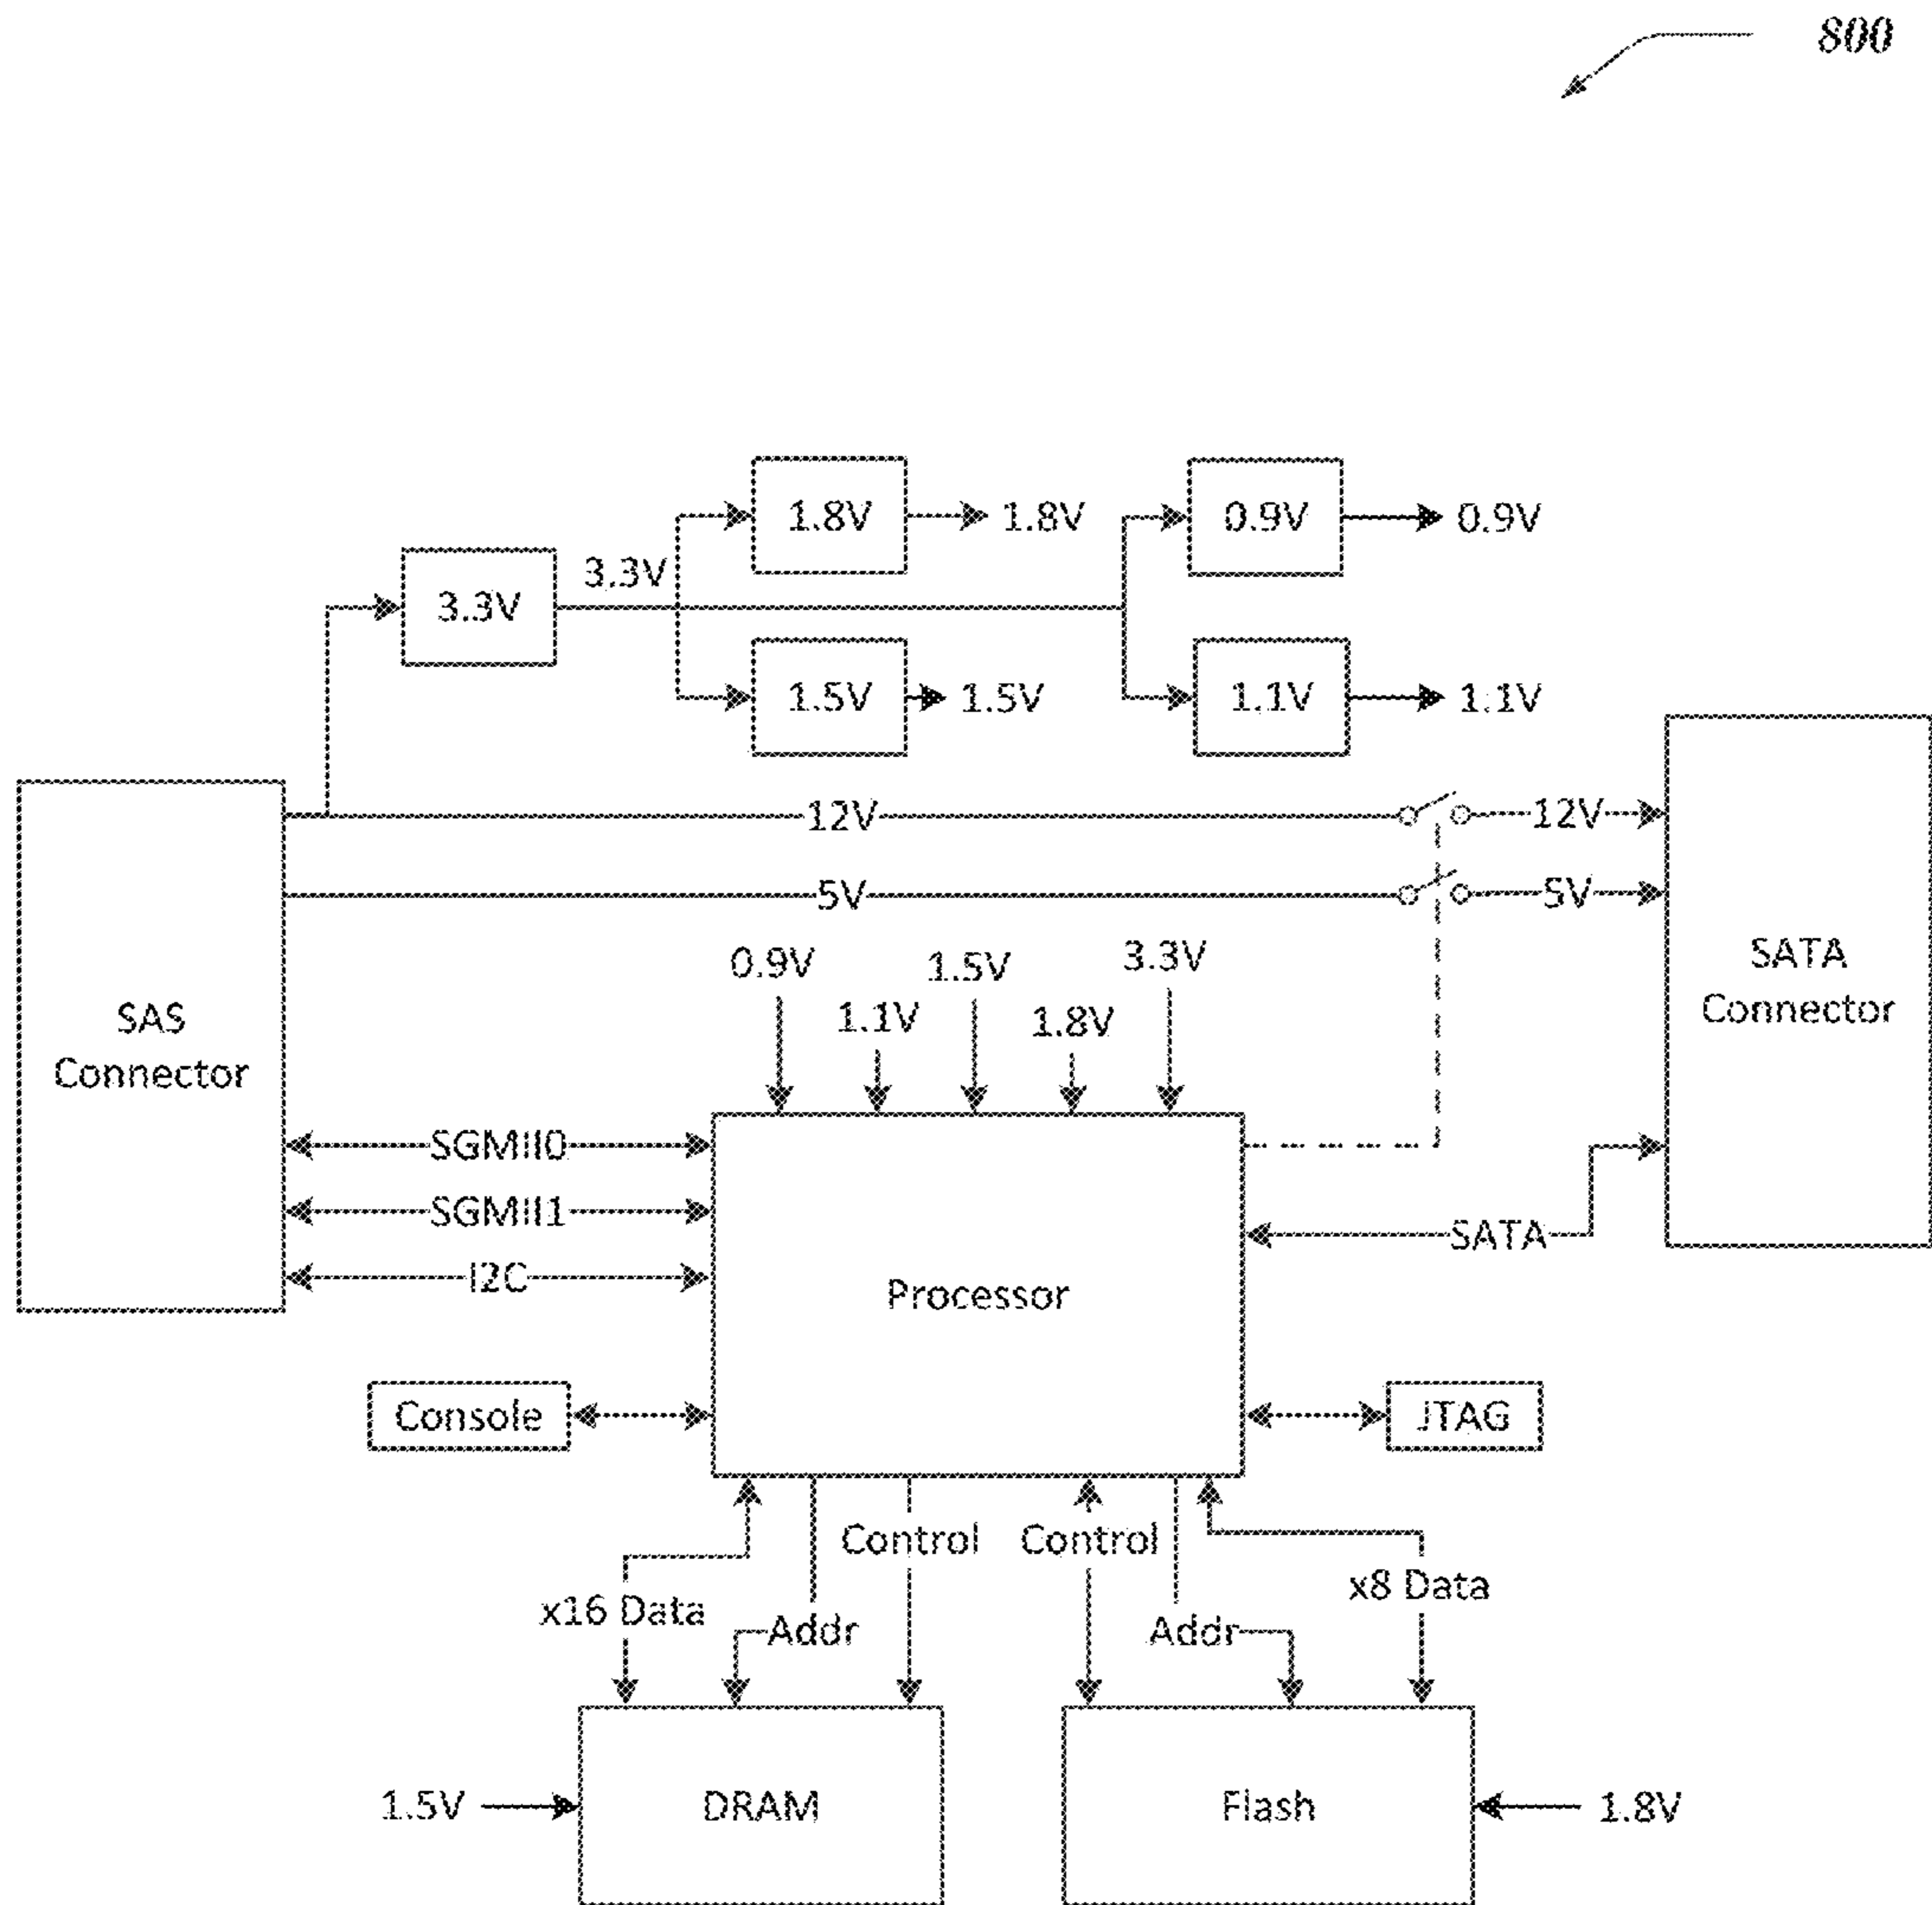 800
1.8V
1.8V
0.9V
0.9V
3.3V
3.3V
1.5V
1.5V
1.1V
1.1V
12V
12V
5V
5V
0.9V
1.5V
3.3V
1.1V
1.8V
SAS
Connector
SATA
Connector
SGMII0
SGMII1
I2C
SATA
Processor
Console
JTAG
Control
Control
x16 Data
x8 Data
Addr
Addr
1.5V
DRAM
Flash
1.8V